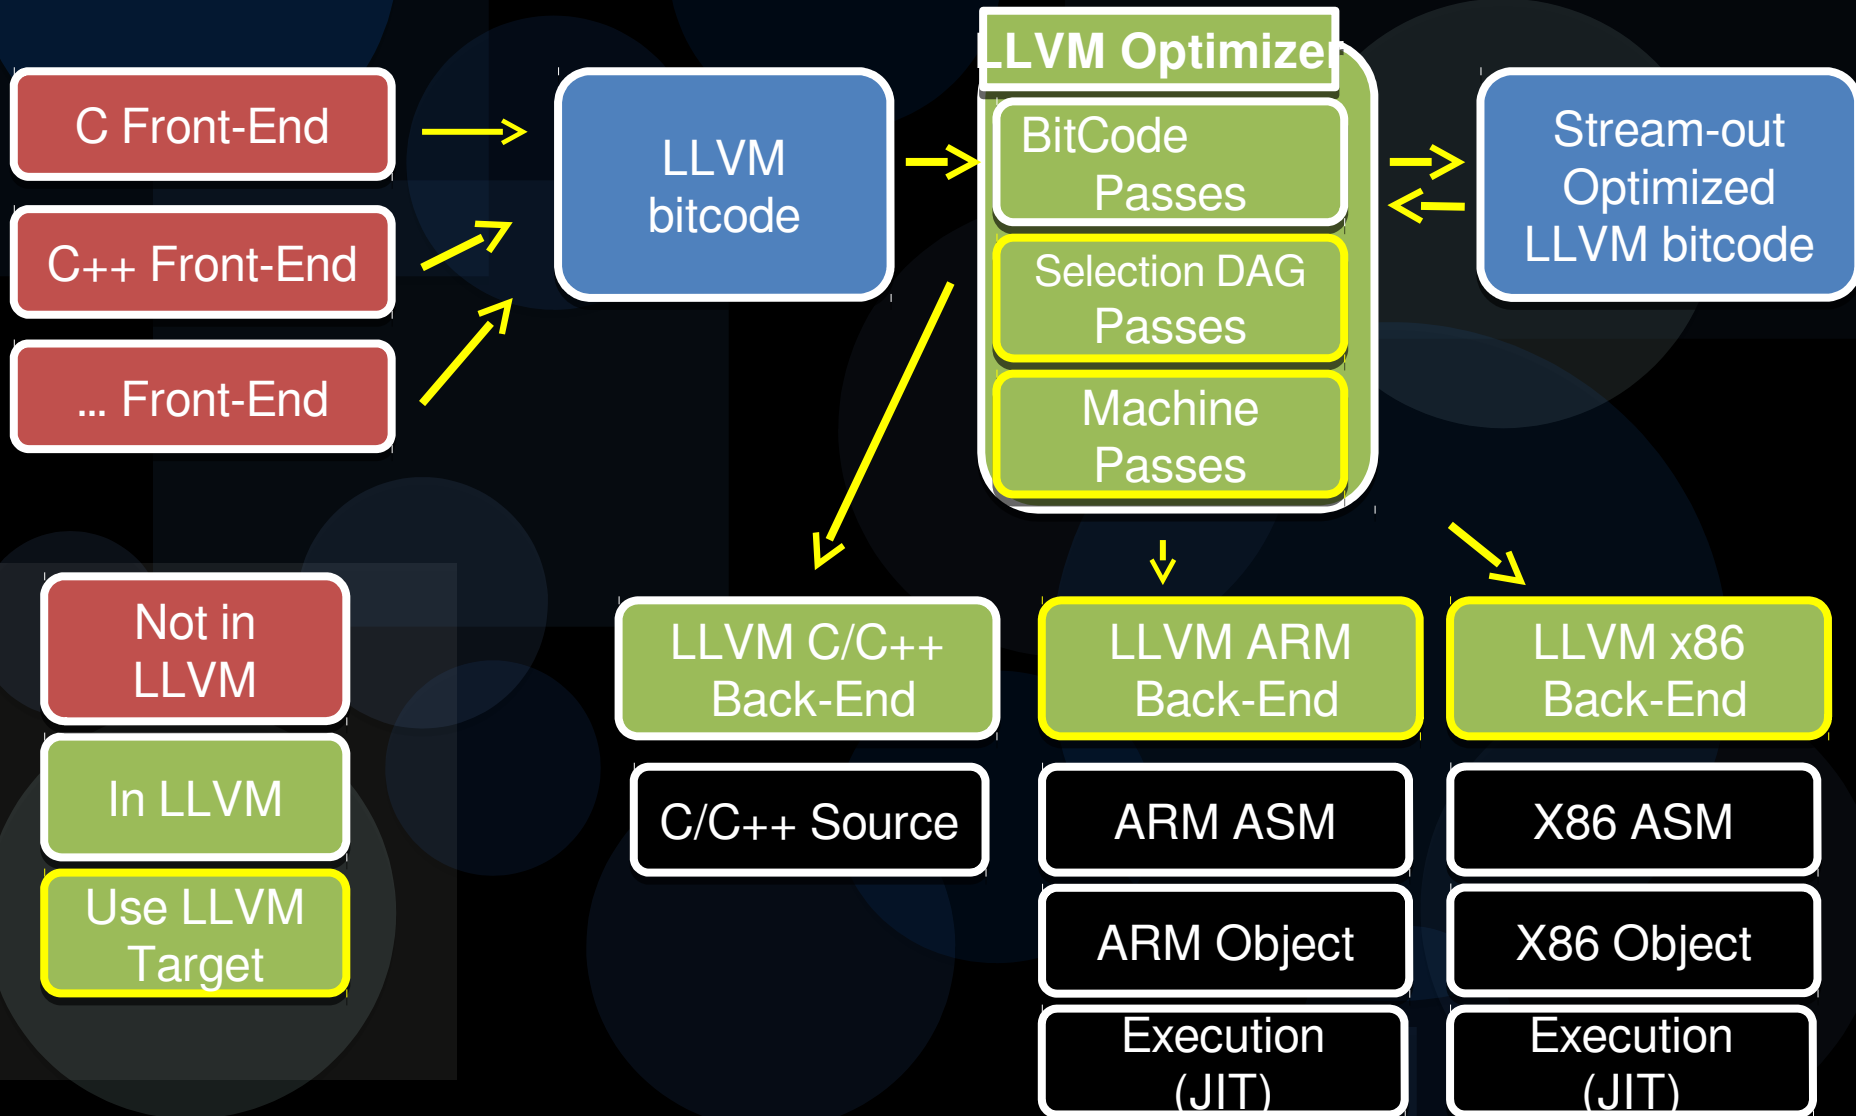 C Front-End
C++ Front-End
... Front-End
LLVM
bitcode
LLVM Optimizer
BitCode
Passes
Selection DAG
Passes
Machine
Passes
Stream-out
Optimized
LLVM bitcode
Not in
LLVM
In LLVM
Use LLVM
Target
LLVM C/C++
Back-End
C/C++ Source
LLVM ARM
Back-End
ARM ASM
ARM Object
Execution
(JIT)
LLVM x86
Back-End
X86 ASM
X86 Object
Execution
(JIT)